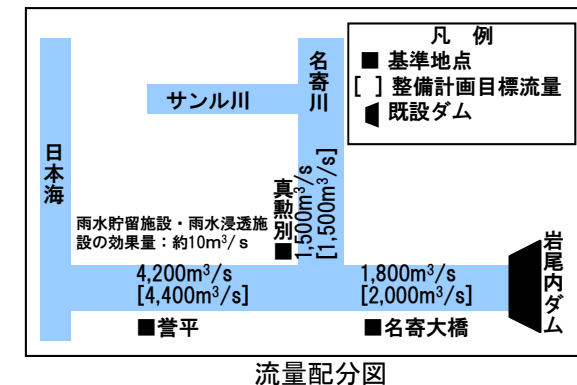 凡 例
■ 基準地点
[ ] 整備計画目標流量
既設ダム
名寄川
サンル川
日本海
真勲別■
1,500m³/s
[1,500m³/s]
雨水貯留施設・雨水浸透施
設の効果量：約10m³/s
4,200m³/s
[4,400m³/s]
■誉平
1,800m³/s
[2,000m³/s]
■名寄大橋
岩尾内ダム
流量配分図